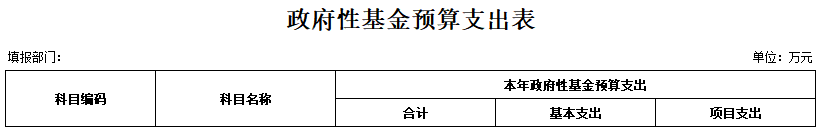 政府性基金预算支出表
填报部门: 单位: 万元
科目编码 科目名称 本年政府性基金预算支出
合计 基本支出 项目支出